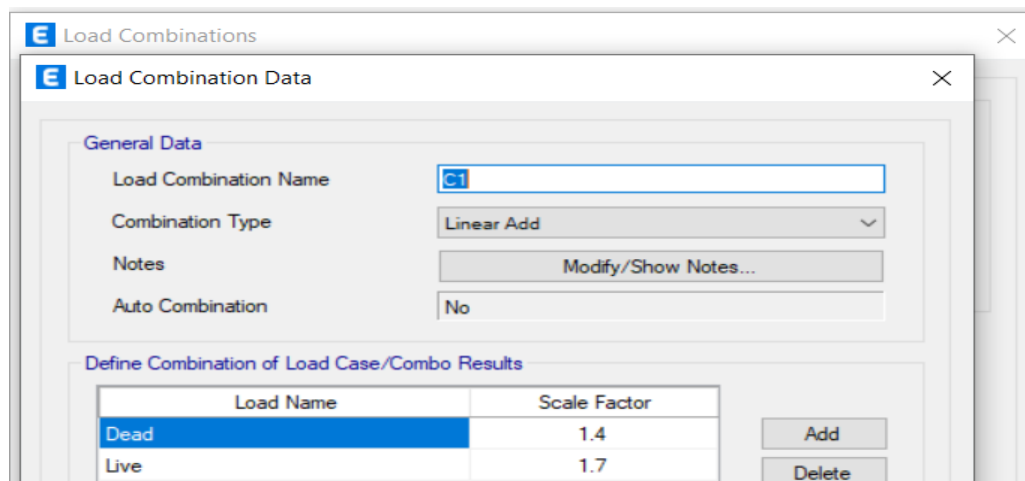 E Load Combinations
E Load Combination Data
General Data
Load Combination Name C1
Combination Type Linear Add
Notes Modify/Show Notes...
Auto Combination No
Define Combination of Load Case/Combo Results
Load Name Scale Factor
Dead 1.4 Add
Live 1.7 Delete